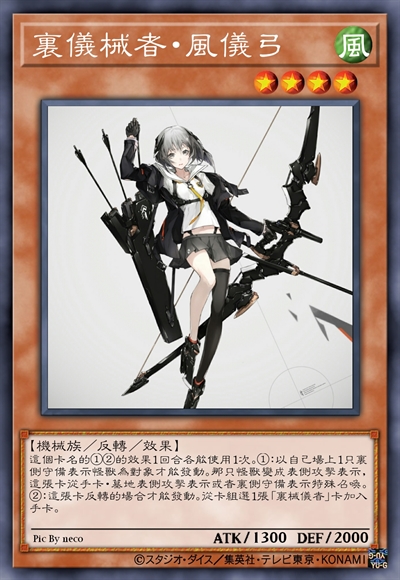 裏儀械者・風儀弓
風
【機械族／反轉／效果】
這個卡名的①②的效果1回合各能使用1次。①:以自己場上1只裏
側守備表示怪獸為對象才能發動。那只怪獸變成表側攻擊表示，
這張卡從手卡・墓地表側攻擊表示或者裏側守備表示特殊召喚。
②:這張卡反轉的場合才能發動。從卡組選1張「裏械儀者」卡加入
手卡。
Pic By neco
ATK / 1300 DEF / 2000
©スタジオ・ダイス／集英社・テレビ東京・KONAMI